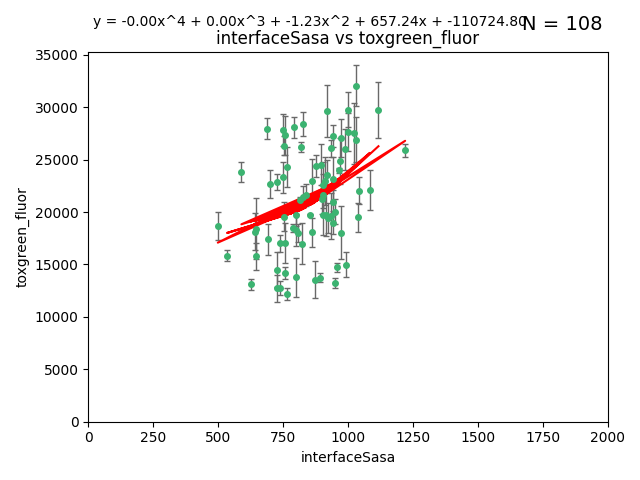 y = -0.00x^4 + 0.00x^3 + -1.23x^2 + 657.24x + -110724.80
N = 108
interfaceSasa vs toxgreen_fluor
35000
30000
25000
20000
15000
10000
5000
0
toxgreen_fluor
0 250 500 750 1000 1250 1500 1750 2000
interfaceSasa